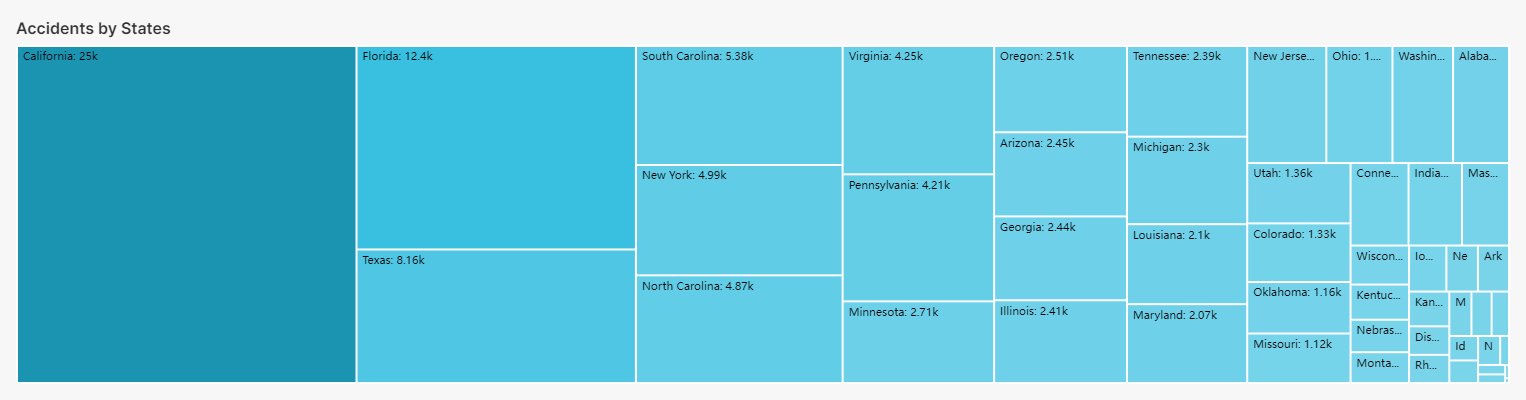 Accidents by States
California: 25k
Florida: 12.4k
Texas: 8.16k
South Carolina: 5.38k
New York: 4.99k
North Carolina: 4.87k
Virginia: 4.25k
Pennsylvania: 4.21k
Minnesota: 2.71k
Oregon: 2.51k
Arizona: 2.45k
Georgia: 2.44k
Illinois: 2.41k
Tennessee: 2.39k
Michigan: 2.3k
Louisiana: 2.1k
Maryland: 2.07k
New Jerse...
Ohio: 1....
Washin...
Alaba...
Utah: 1.36k
Colorado: 1.33k
Oklahoma: 1.16k
Missouri: 1.12k
Conne...
India...
Mas...
Wiscon...
Kentuc...
Nebras...
Monta...
Io...
Ne
Ark
Kan...
Dis...
Rh...
M
Id
N